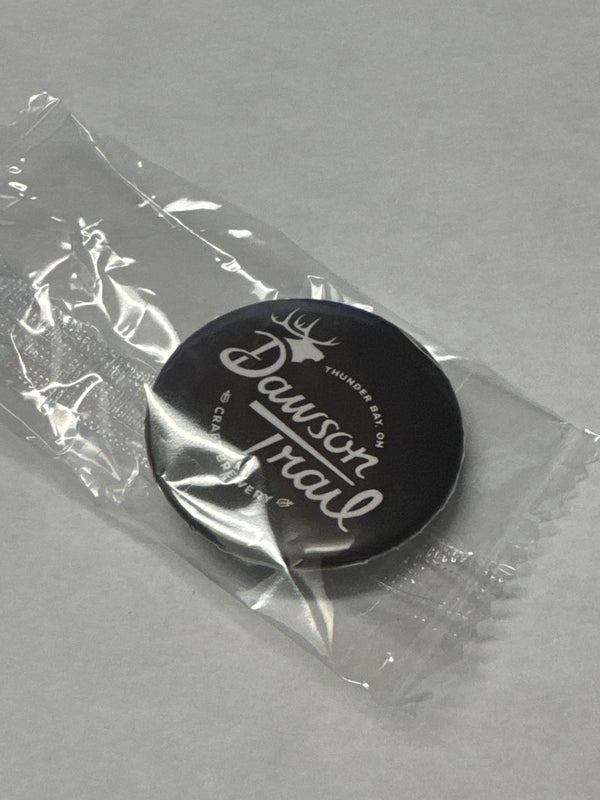 THUNDER BAY, ON
Dawson
Trail
CRAFT BREWERY